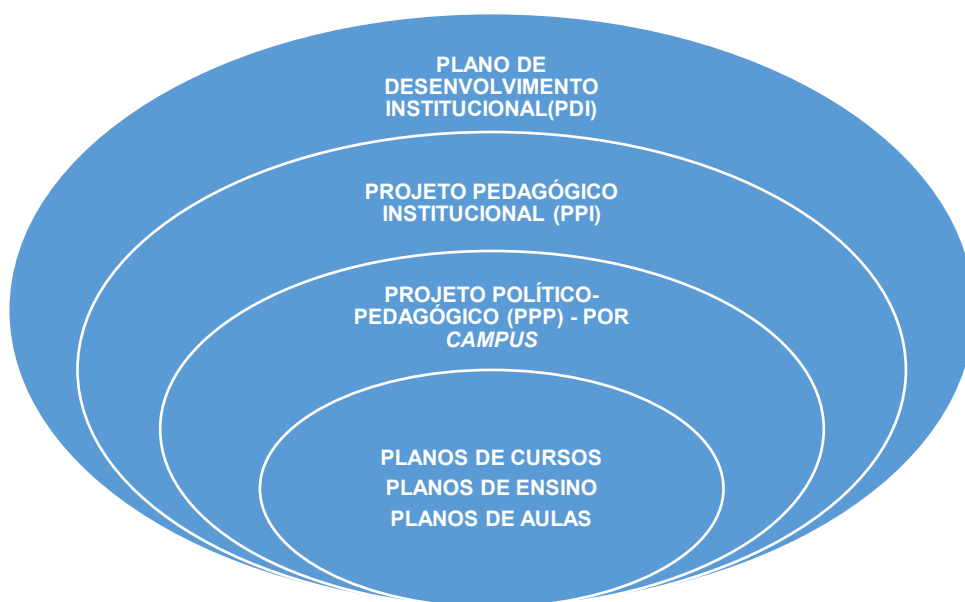 PLANO DE
DESENVOLVIMENTO
INSTITUCIONAL(PDI)
PROJETO PEDAGÓGICO
INSTITUCIONAL (PPI)
PROJETO POLÍTICO-
PEDAGÓGICO (PPP) - POR
CAMPUS
PLANOS DE CURSOS
PLANOS DE ENSINO
PLANOS DE AULAS